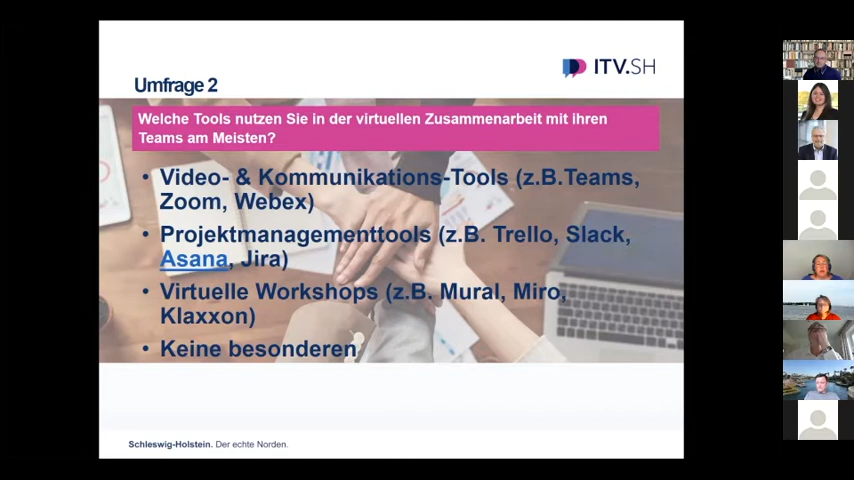 ITV.SH
Umfrage 2
Welche Tools nutzen Sie in der virtuellen Zusammenarbeit mit ihren
Teams am Meisten?
• Video- & Kommunikations-Tools (z.B.Teams,
Zoom, Webex)
• Projektmanagementtools (z.B. Trello, Slack,
Asana, Jira)
• Virtuelle Workshops (z.B. Mural, Miro,
Klaxxon)
• Keine besonderen
Schleswig-Holstein. Der echte Norden.